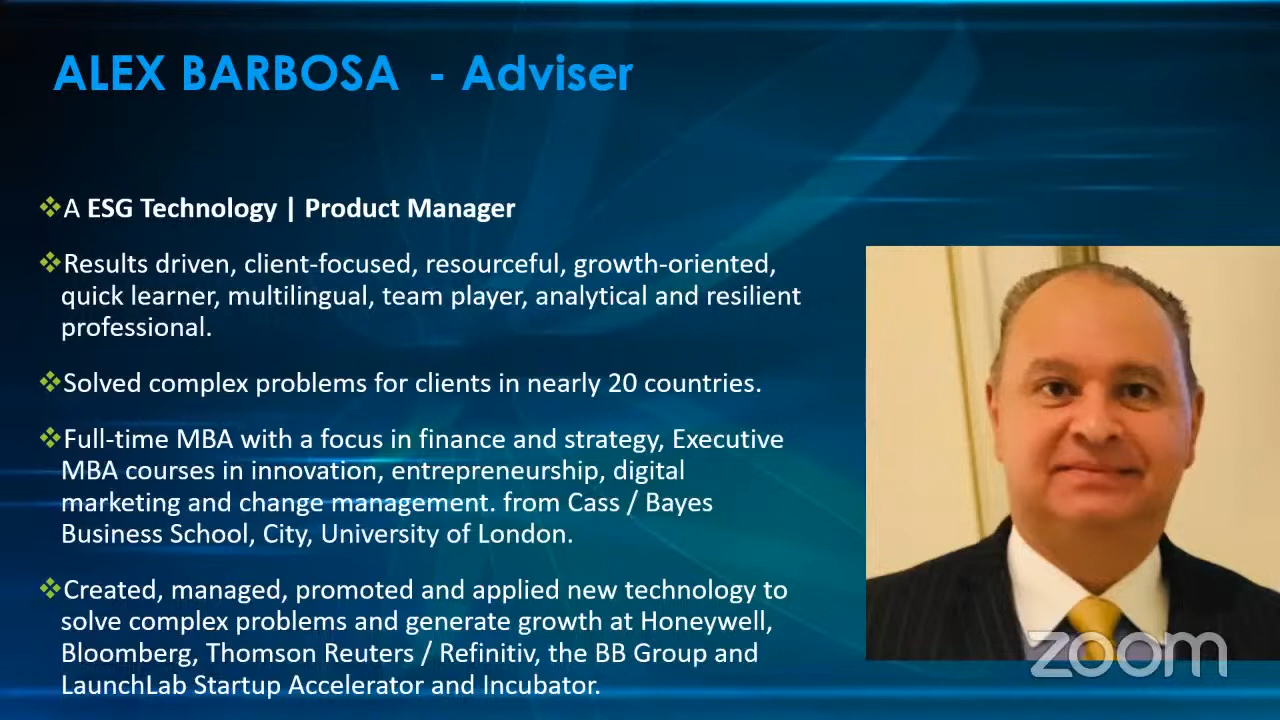 ALEX BARBOSA - Adviser
A ESG Technology | Product Manager
Results driven, client-focused, resourceful, growth-oriented,
quick learner, multilingual, team player, analytical and resilient
professional.
Solved complex problems for clients in nearly 20 countries.
Full-time MBA with a focus in finance and strategy, Executive
MBA courses in innovation, entrepreneurship, digital
marketing and change management. from Cass / Bayes
Business School, City, University of London.
Created, managed, promoted and applied new technology to
solve complex problems and generate growth at Honeywell,
Bloomberg, Thomson Reuters / Refinitiv, the BB Group and
LaunchLab Startup Accelerator and Incubator.
zoom